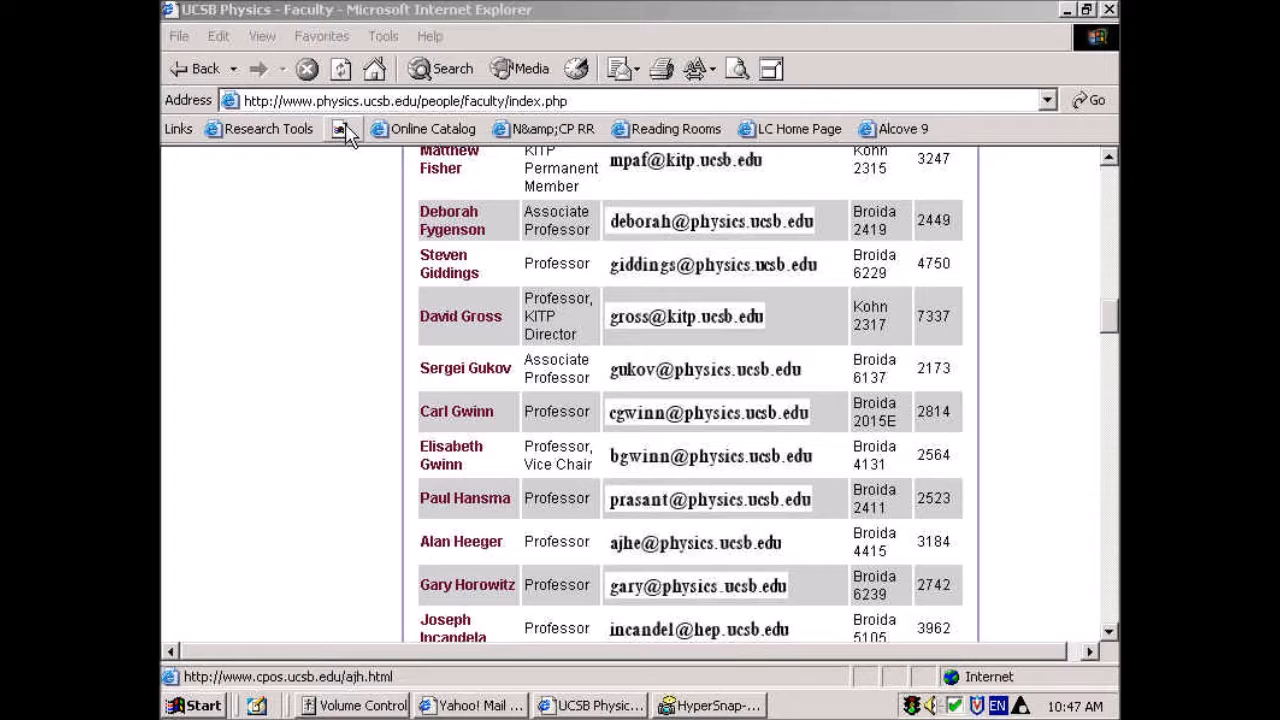 UCSB Physics - Faculty - Microsoft Internet Explorer
File Edit View Favorites Tools Help
Back Search Media
Address http://www.physics.ucsb.edu/people/faculty/index.php Go
Links Research Tools Online Catalog N&amp;CP RR Reading Rooms LC Home Page Alcove 9
Matthew Fisher KITP Permanent Member mpaf@kitp.ucsb.edu Kohn 2315 3247
Deborah Fygenson Associate Professor deborah@physics.ucsb.edu Broida 2419 2449
Steven Giddings Professor giddings@physics.ucsb.edu Broida 6229 4750
David Gross Professor, KITP Director gross@kitp.ucsb.edu Kohn 2317 7337
Sergei Gukov Associate Professor gukov@physics.ucsb.edu Broida 6137 2173
Carl Gwinn Professor cgwinn@physics.ucsb.edu Broida 2015E 2814
Elisabeth Gwinn Professor, Vice Chair bgwinn@physics.ucsb.edu Broida 4131 2564
Paul Hansma Professor prasant@physics.ucsb.edu Broida 2411 2523
Alan Heeger Professor ajhe@physics.ucsb.edu Broida 4415 3184
Gary Horowitz Professor gary@physics.ucsb.edu Broida 6239 2742
Joseph Incandela Professor incandel@hep.ucsb.edu Broida 5105 3962
http://www.cpos.ucsb.edu/ajh.html Internet
Start Volume Control Yahoo! Mail ... UCSB Physic... HyperSnap-... EN 10:47 AM